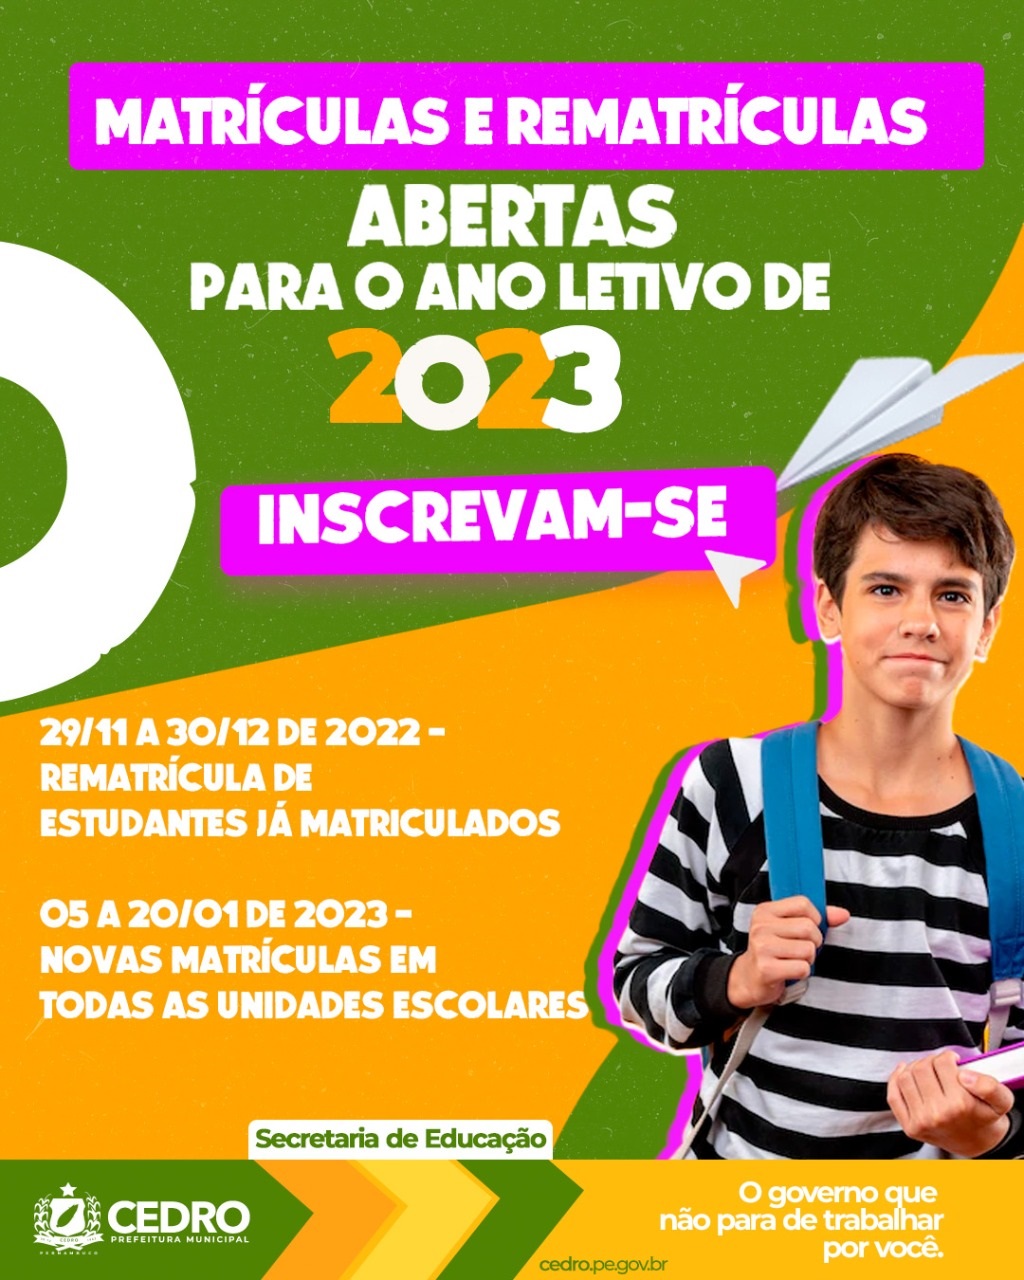 MATRÍCULAS E REMATRÍCULAS
ABERTAS
PARA O ANO LETIVO DE
2023
INSCREVAM-SE
29/11 A 30/12 DE 2022 -
REMATRÍCULA DE
ESTUDANTES JÁ MATRICULADOS
05 A 20/01 DE 2023 -
NOVAS MATRÍCULAS EM
TODAS AS UNIDADES ESCOLARES
Secretaria de Educação
CEDRO
PREFEITURA MUNICIPAL
CEDRO
PERNAMBUCO
cedro.pe.gov.br
O governo que
não para de trabalhar
por você.